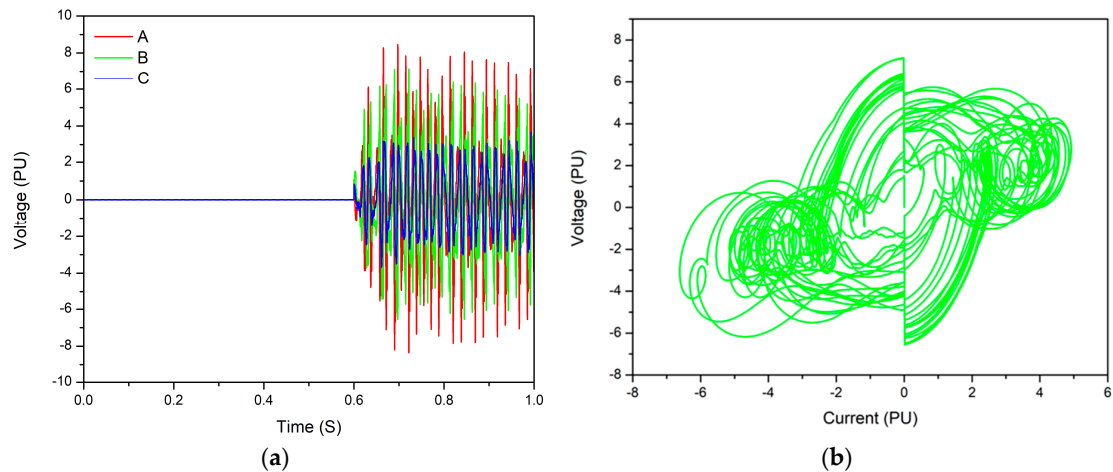 10
8
6
4
2
0
-2
-4
-6
-8
-10
Voltage (PU)
A
B
C
0.0 0.2 0.4 0.6 0.8 1.0
Time (S)
(a)
8
6
4
2
0
-2
-4
-6
-8
Voltage (PU)
-8 -6 -4 -2 0 2 4 6
Current (PU)
(b)